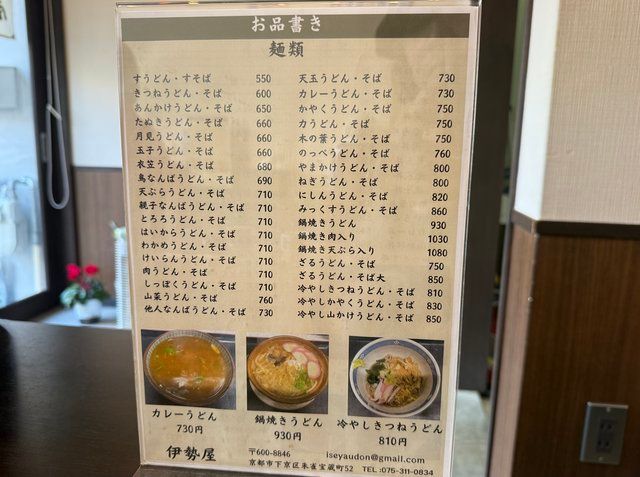 お品書き
麺類
すうどん・すそば 550
きつねうどん・そば 600
あんかけうどん・そば 650
たぬきうどん・そば 660
月見うどん・そば 660
玉子うどん・そば 660
衣笠うどん・そば 680
鳥なんばうどん・そば 690
天ぷらうどん・そば 710
親子なんばうどん・そば 710
とろろうどん・そば 710
はいからうどん・そば 710
わかめうどん・そば 710
けいらんうどん・そば 710
肉うどん・そば 710
しっぽくうどん・そば 710
山菜うどん・そば 760
他人なんばうどん・そば 730
天玉うどん・そば 730
カレーうどん・そば 730
かやくうどん・そば 750
力うどん・そば 750
木の葉うどん・そば 750
のっぺうどん・そば 760
やまかけうどん・そば 800
ねぎうどん・そば 800
にしんうどん・そば 820
みっくすうどん・そば 860
鍋焼きうどん 930
鍋焼き肉入り 1030
鍋焼き天ぷら入り 1080
ざるうどん・そば 750
ざるうどん・そば大 850
冷やしきつねうどん・そば 810
冷やしかやくうどん・そば 830
冷やし山かけうどん・そば 850
カレーうどん
730円
鍋焼きうどん
930円
冷やしきつねうどん
810円
伊勢屋
〒600-8846 iseyaudon@gmail.com
京都市下京区朱雀宝蔵町52 TEL:075-311-0834